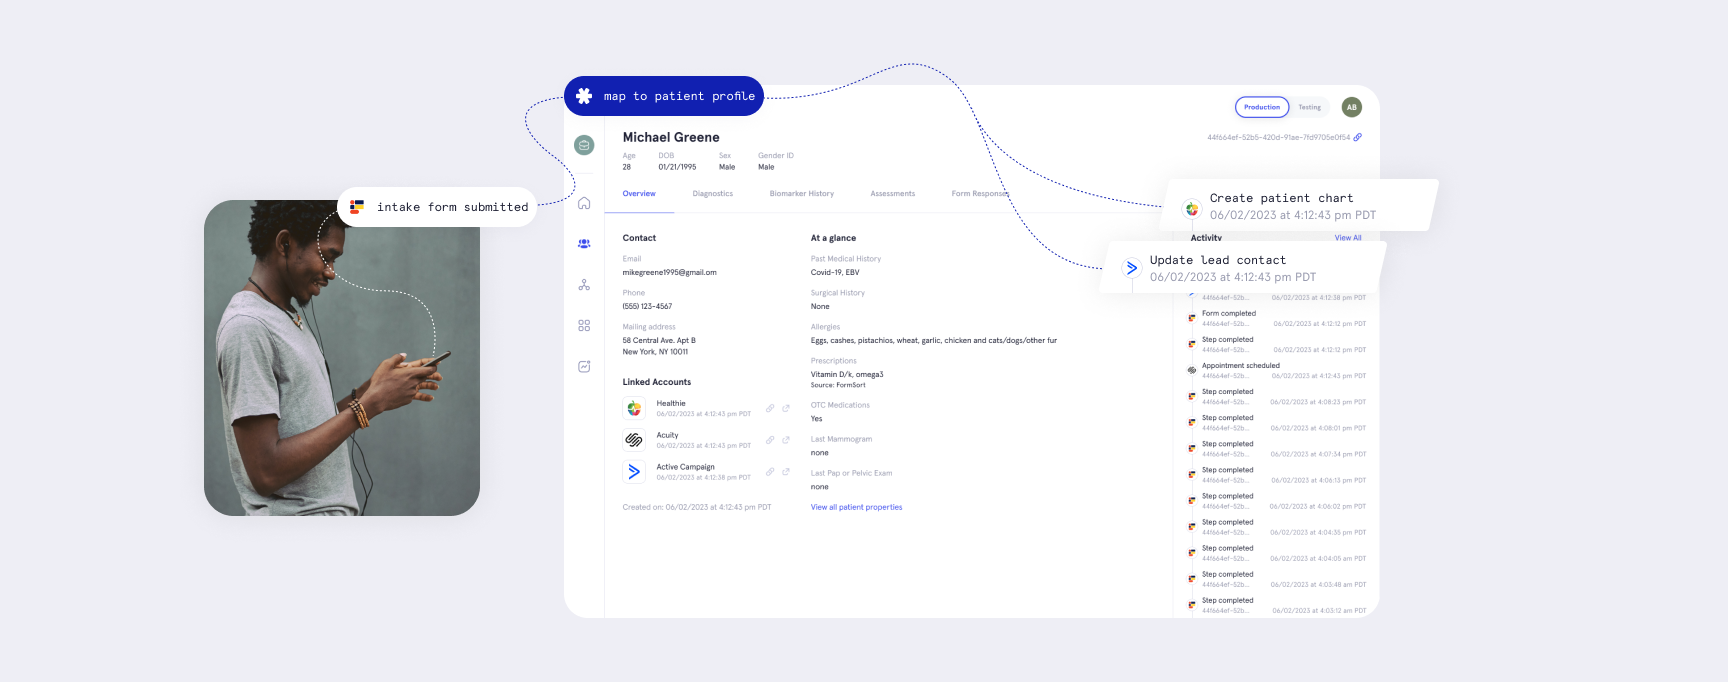 map to patient profile
intake form submitted
Production
Testing
AB
Michael Greene
44f664ef-52b5-420d-91ae-7fd9705e0f54
Age
DOB
Sex
Gender ID
28
01/21/1995
Male
Male
Overview
Diagnostics
Biomarker History
Assessments
Form Responses
Contact
Email
mikegreene1995@gmail.om
Phone
(555) 123-4567
Mailing address
58 Central Ave. Apt B
New York, NY 10011
Linked Accounts
Healthie
06/02/2023 at 4:12:43 pm PDT
Acuity
06/02/2023 at 4:12:43 pm PDT
Active Campaign
06/02/2023 at 4:12:38 pm PDT
Created on: 06/02/2023 at 4:12:43 pm PDT
At a glance
Past Medical History
Covid-19, EBV
Surgical History
None
Allergies
Eggs, cashes, pistachios, wheat, garlic, chicken and cats/dogs/other fur
Prescriptions
Vitamin D/k, omega3
Source: FormSort
OTC Medications
Yes
Last Mammogram
none
Last Pap or Pelvic Exam
none
View all patient properties
Create patient chart
06/02/2023 at 4:12:43 pm PDT
Activity
View All
Update lead contact
06/02/2023 at 4:12:43 pm PDT
44f664ef-52b... 06/02/2023 at 4:12:38 pm PDT
Form completed
44f664ef-52b... 06/02/2023 at 4:12:12 pm PDT
Step completed
44f664ef-52b... 06/02/2023 at 4:12:12 pm PDT
Appointment scheduled
44f664ef-52b... 06/02/2023 at 4:12:43 pm PDT
Step completed
44f664ef-52b... 06/02/2023 at 4:08:23 pm PDT
Step completed
44f664ef-52b... 06/02/2023 at 4:08:01 pm PDT
Step completed
44f664ef-52b... 06/02/2023 at 4:07:34 pm PDT
Step completed
44f664ef-52b... 06/02/2023 at 4:06:13 pm PDT
Step completed
44f664ef-52b... 06/02/2023 at 4:06:02 pm PDT
Step completed
44f664ef-52b... 06/02/2023 at 4:04:35 pm PDT
Step completed
44f664ef-52b... 06/02/2023 at 4:04:05 am PDT
Step completed
44f664ef-52b... 06/02/2023 at 4:03:48 am PDT
Step completed
44f664ef-52b... 06/02/2023 at 4:03:12 am PDT